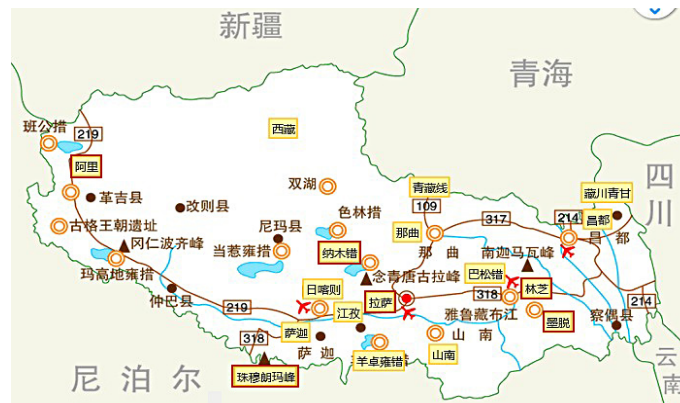 新疆
青海
四川
班公措
219
西藏
阿里
革吉县
改则县
双湖
青藏线
109
藏川青甘
317
214
昌都
昌都
古格王朝遗址
冈仁波齐峰
尼玛县
色林措
那曲
那曲
南迦马瓦峰
当惹雍措
纳木错
玛高地雍措
念青唐古拉峰
巴松错
仲巴县
日喀则
拉萨
318
林芝
214
219
江孜
雅鲁藏布江
墨脱
察偶县
318
萨迦
萨迦
羊卓雍错
山南
山南
云南
尼泊尔
珠穆朗玛峰